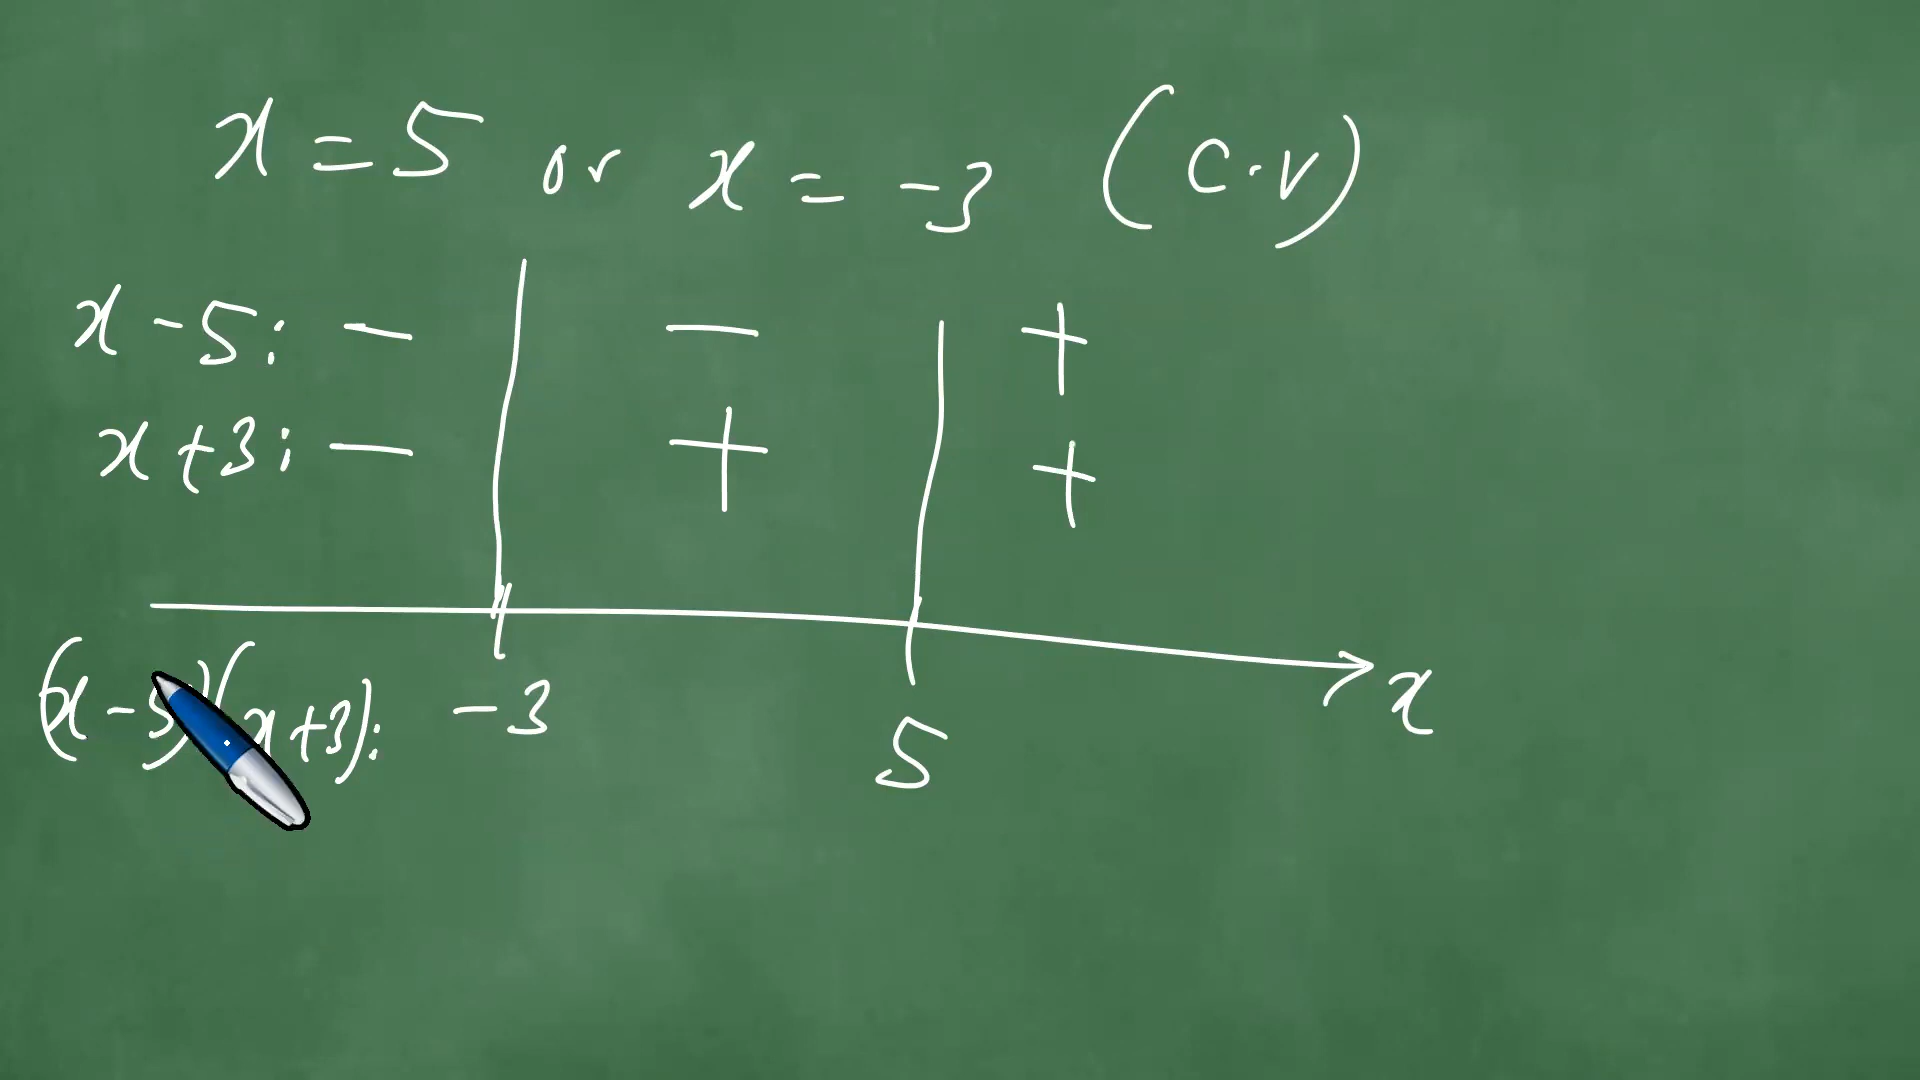 x = 5 or x = -3 (C.V)
x - 5: - - +
x + 3: - + +
x
(x - 5)(x + 3): -3 5